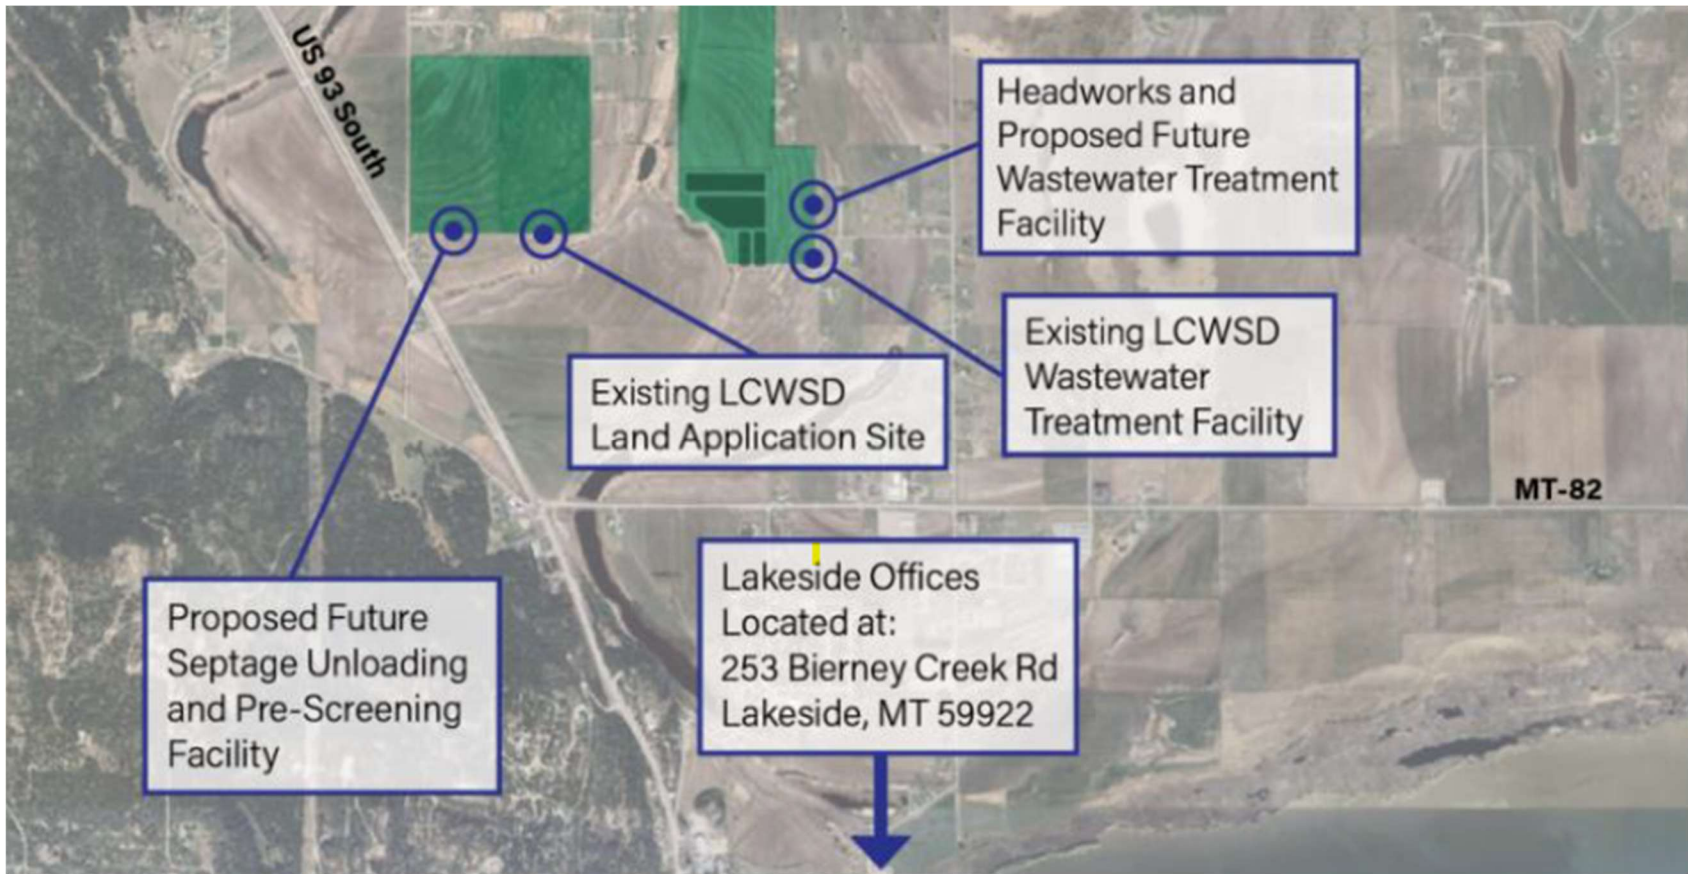 US 93 South
Headworks and
Proposed Future
Wastewater Treatment
Facility
Existing LCWSD
Wastewater
Treatment Facility
Existing LCWSD
Land Application Site
MT-82
Lakeside Offices
Located at:
253 Bierney Creek Rd
Lakeside, MT 59922
Proposed Future
Septage Unloading
and Pre-Screening
Facility